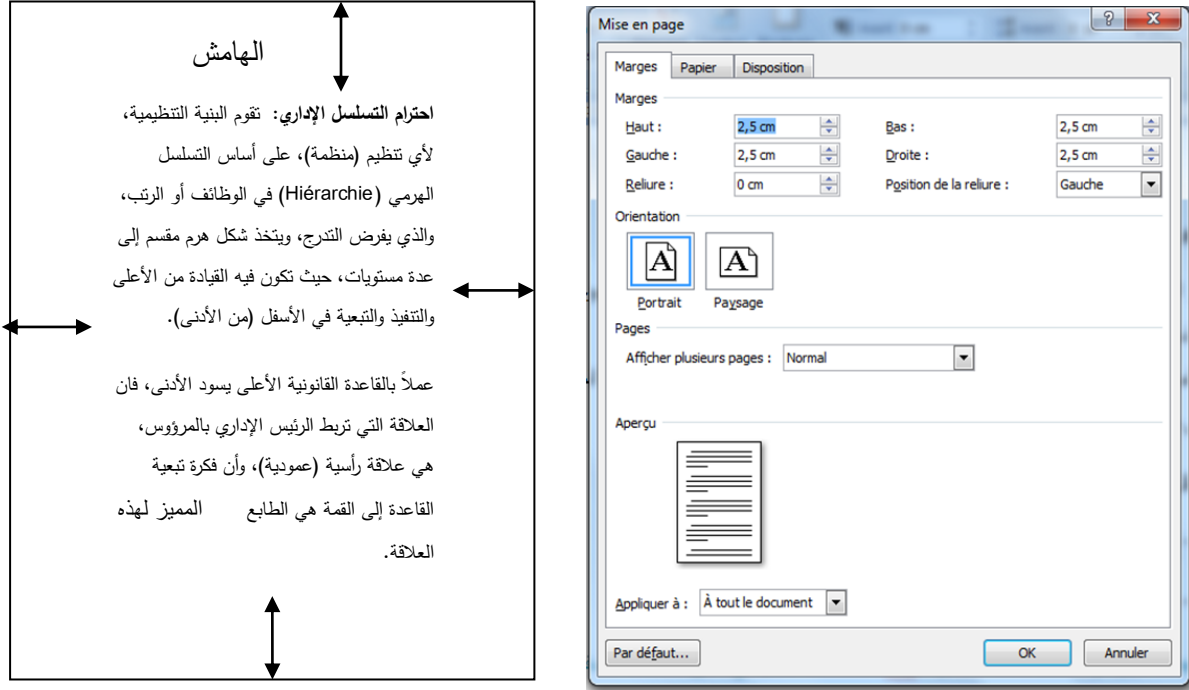 الهامش
احترام التسلسل الإداري: تقوم البنية التنظيمية،
لأي تنظيم (منظمة)، على أساس التسلسل
الهرمي (Hiérarchie) في الوظائف أو الرتب،
والذي يفرض التدرج، ويتخذ شكل هرم مقسم إلى
عدة مستويات، حيث تكون فيه القيادة من الأعلى
والتنفيذ والتبعية في الأسفل (من الأدنى).
عملاً بالقاعدة القانونية الأعلى يسود الأدنى، فان
العلاقة التي تربط الرئيس الإداري بالمرؤوس،
هي علاقة رأسية (عمودية)، وأن فكرة تبعية
القاعدة إلى القمة هي الطابع المميز لهذه
العلاقة.
Mise en page
Marges Papier Disposition
Marges
Haut : 2,5 cm Bas : 2,5 cm
Gauche : 2,5 cm Droite : 2,5 cm
Reliure : 0 cm Position de la reliure : Gauche
Orientation
A A
Portrait Paysage
Pages
Afficher plusieurs pages : Normal
Aperçu
Appliquer à : À tout le document
Par défaut... OK Annuler